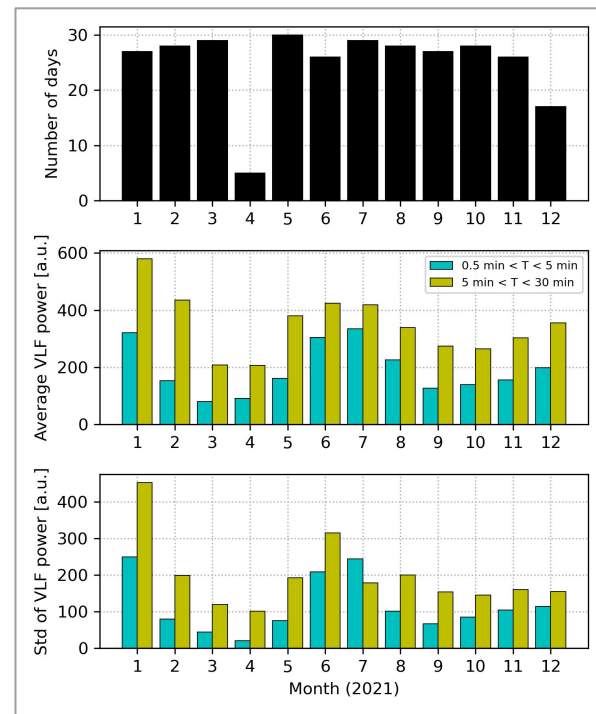 Number of days
30
20
10
0
1 2 3 4 5 6 7 8 9 10 11 12
Average VLF power [a.u.]
600
400
200
0
0.5 min < T < 5 min
5 min < T < 30 min
1 2 3 4 5 6 7 8 9 10 11 12
Std of VLF power [a.u.]
400
300
200
100
0
1 2 3 4 5 6 7 8 9 10 11 12
Month (2021)